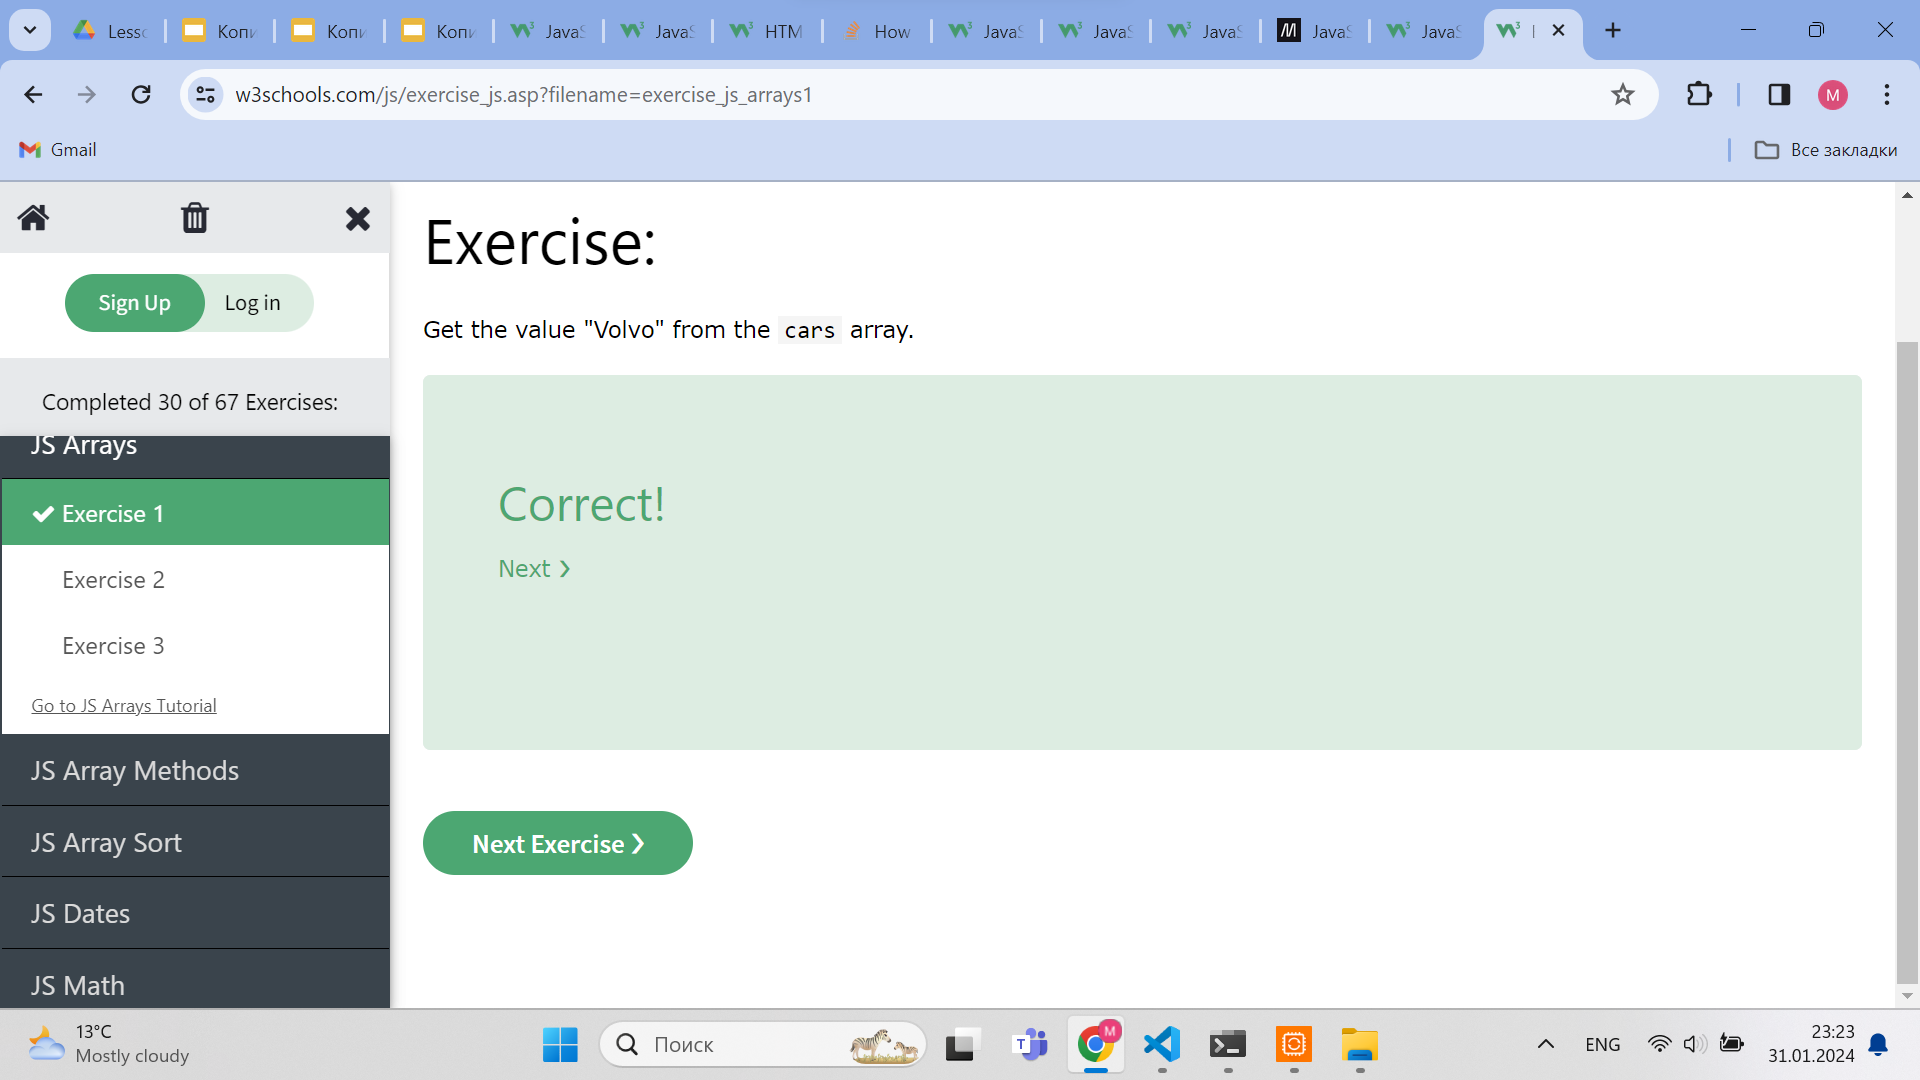 Lesso
Копи
Копи
Копи
JavaS
JavaS
HTM
How
JavaS
JavaS
JavaS
JavaS
JavaS
w3schools.com/js/exercise_js.asp?filename=exercise_js_arrays1
M
Gmail
Все закладки
Sign Up
Log in
Completed 30 of 67 Exercises:
JS Arrays
Exercise 1
Exercise 2
Exercise 3
Go to JS Arrays Tutorial
JS Array Methods
JS Array Sort
JS Dates
JS Math
Exercise:
Get the value "Volvo" from the cars array.
Correct!
Next ❯
Next Exercise ❯
13°C
Mostly cloudy
Поиск
M
ENG
23:23
31.01.2024